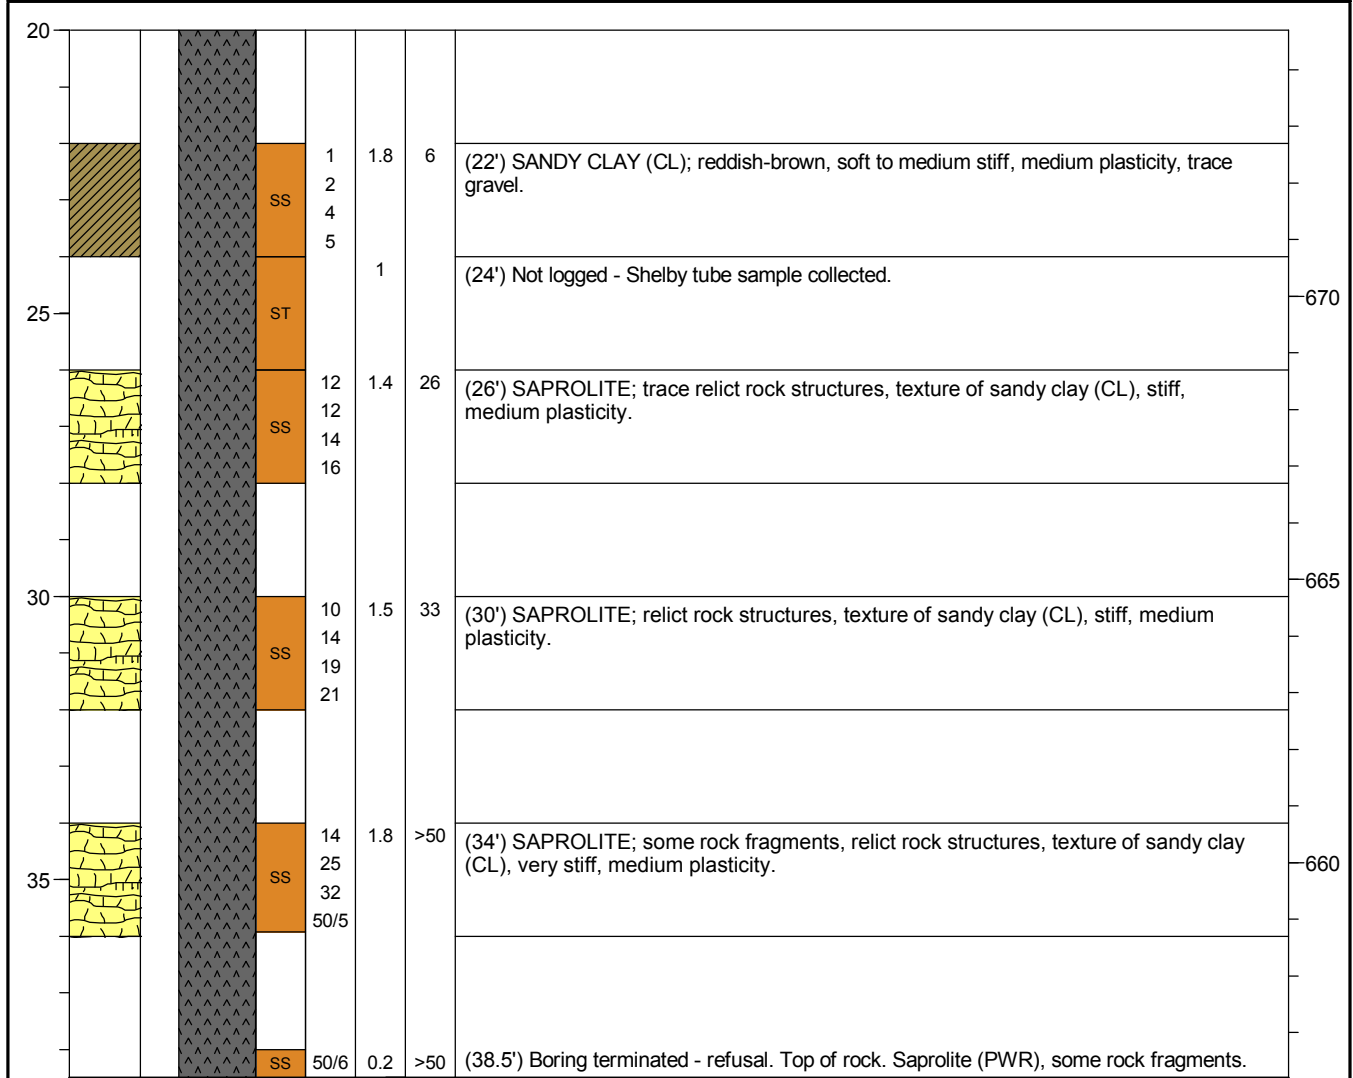 20
1 1.8 6 (22') SANDY CLAY (CL); reddish-brown, soft to medium stiff, medium plasticity, trace
gravel.
2
SS
4
5
1 (24') Not logged - Shelby tube sample collected.
670
25 ST
12 1.4 26 (26') SAPROLITE; trace relict rock structures, texture of sandy clay (CL), stiff,
12 medium plasticity.
SS
14
16
665
30
10 1.5 33 (30') SAPROLITE; relict rock structures, texture of sandy clay (CL), stiff, medium
14 plasticity.
SS
19
21
14 1.8 >50 (34') SAPROLITE; some rock fragments, relict rock structures, texture of sandy clay
25 (CL), very stiff, medium plasticity. 660
35 SS
32
50/5
SS 50/6 0.2 >50 (38.5') Boring terminated - refusal. Top of rock. Saprolite (PWR), some rock fragments.